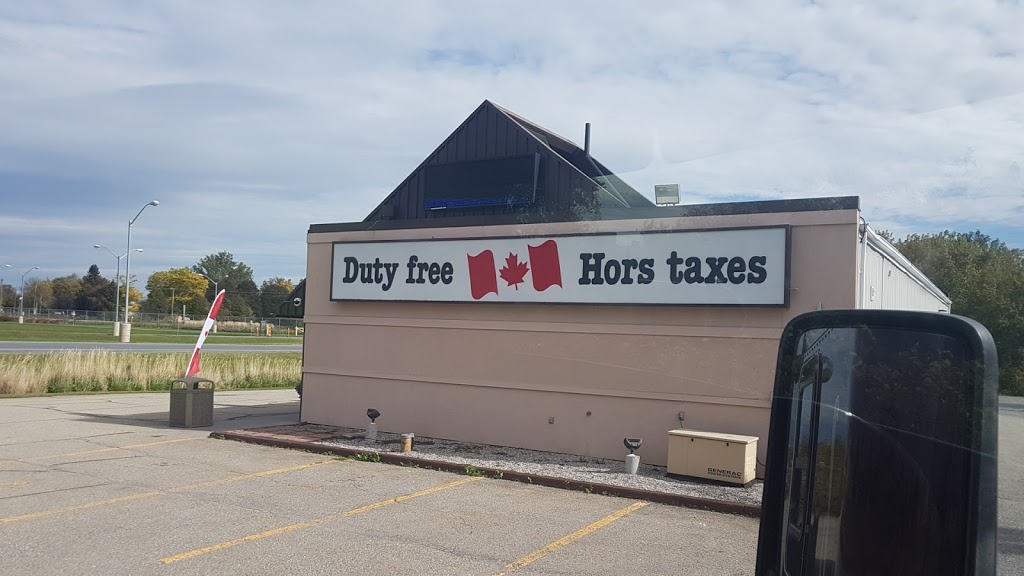 Duty free Hors taxes
GENERAC